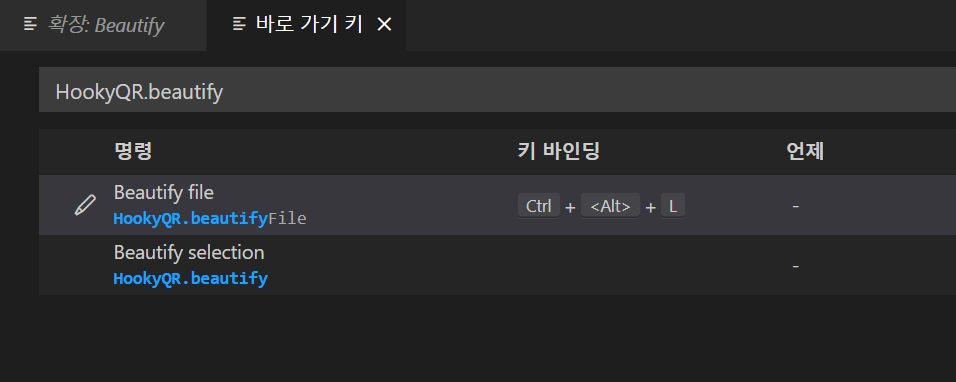 확장: Beautify
바로 가기 키
HookyQR.beautify
명령 키 바인딩 언제
Beautify file
HookyQR.beautifyFile
Ctrl + <Alt> + L -
Beautify selection
HookyQR.beautify
-